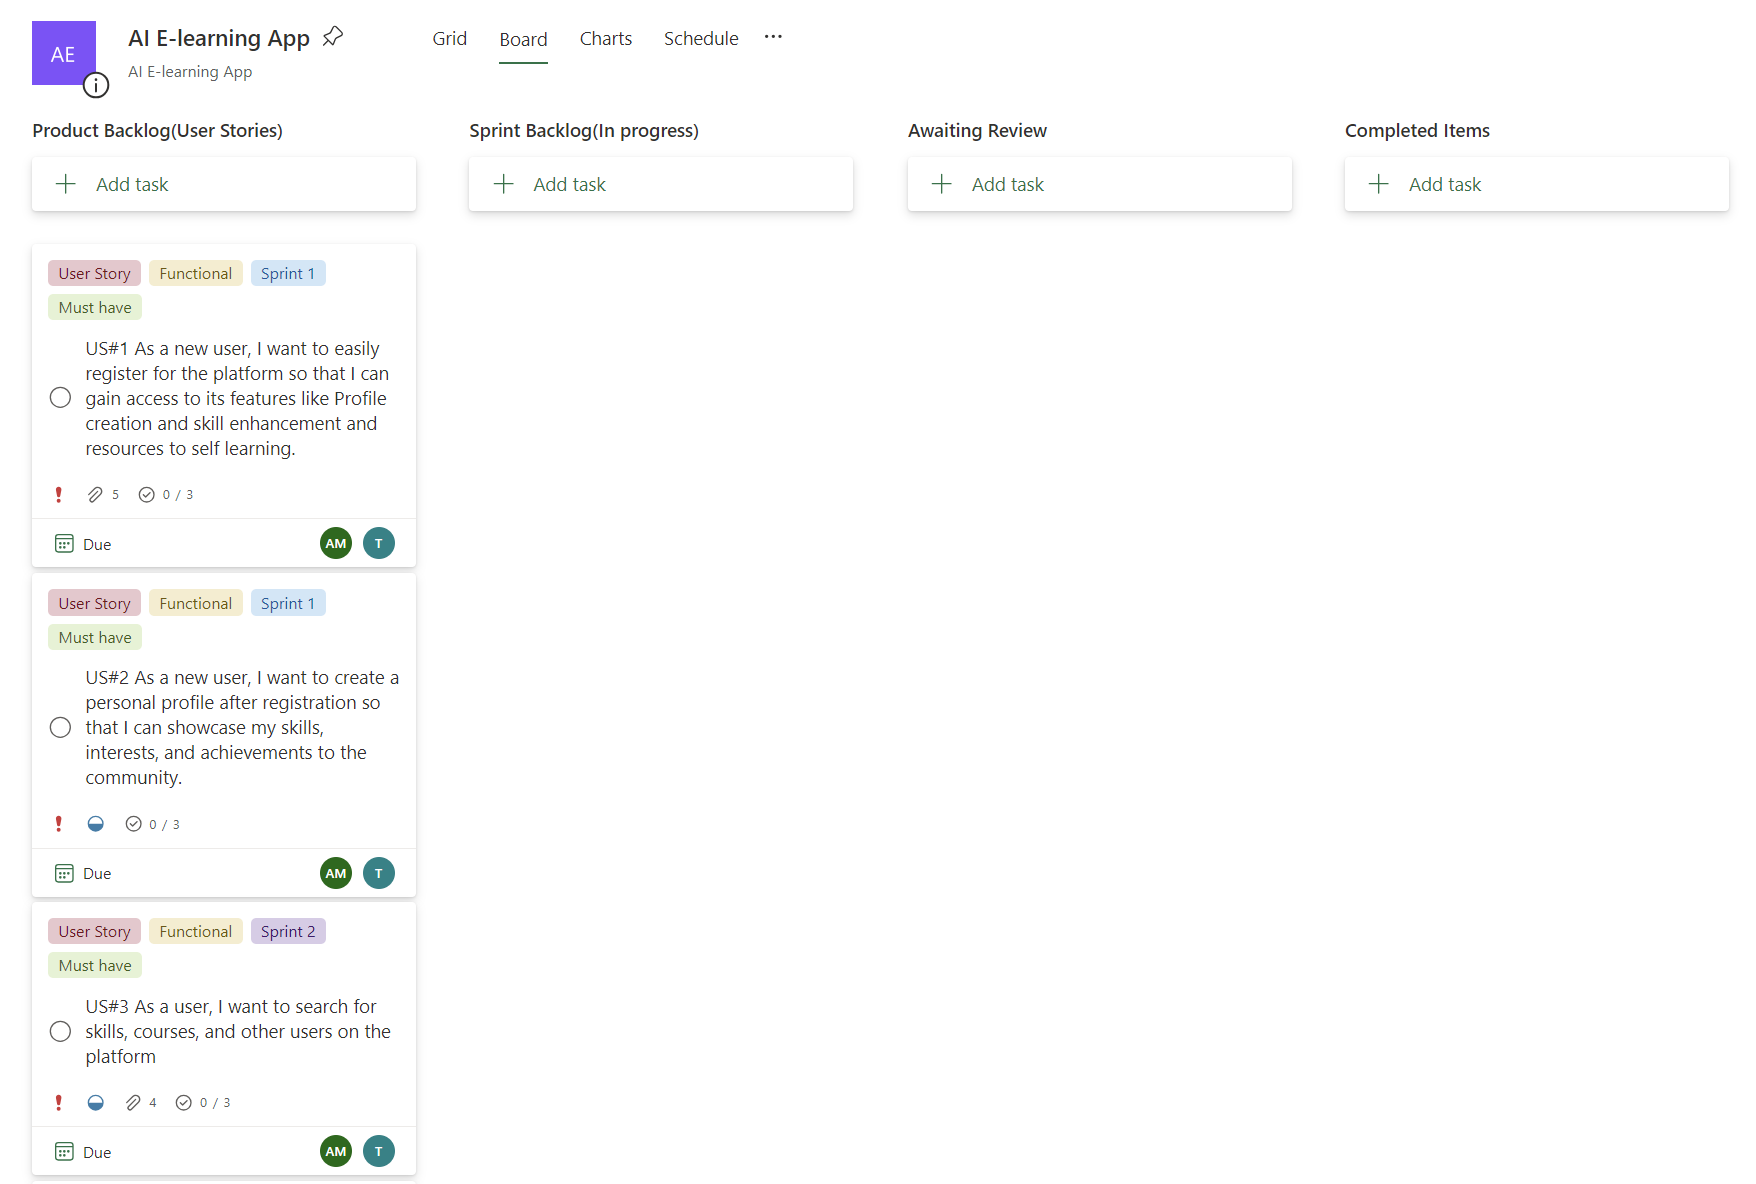 AE
AI E-learning App
AI E-learning App
Grid
Board
Charts
Schedule
Product Backlog(User Stories)
Add task
User Story
Functional
Sprint 1
Must have
US#1 As a new user, I want to easily
register for the platform so that I can
gain access to its features like Profile
creation and skill enhancement and
resources to self learning.
5
0 / 3
Due
AM
T
User Story
Functional
Sprint 1
Must have
US#2 As a new user, I want to create a
personal profile after registration so
that I can showcase my skills,
interests, and achievements to the
community.
0 / 3
Due
AM
T
User Story
Functional
Sprint 2
Must have
US#3 As a user, I want to search for
skills, courses, and other users on the
platform
4
0 / 3
Due
AM
T
Sprint Backlog(In progress)
Add task
Awaiting Review
Add task
Completed Items
Add task